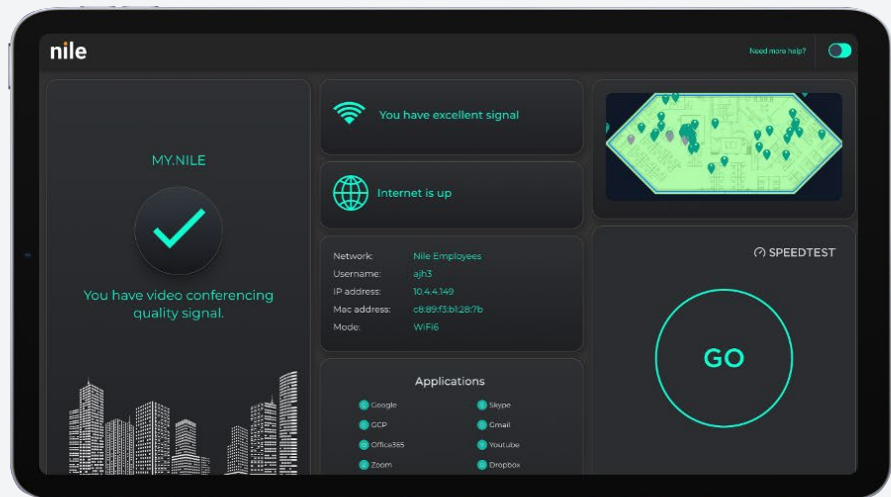 nile
Need more help?
MY.NILE
You have video conferencing
quality signal.
You have excellent signal
Internet is up
Network: Nile Employees
Username: ajh3
IP address: 10.4.4.149
Mac address: c8:89:f3:b1:28:7b
Mode: WiFi6
Applications
Google Skype
GCP Gmail
Office365 Youtube
Zoom Dropbox
SPEEDTEST
GO